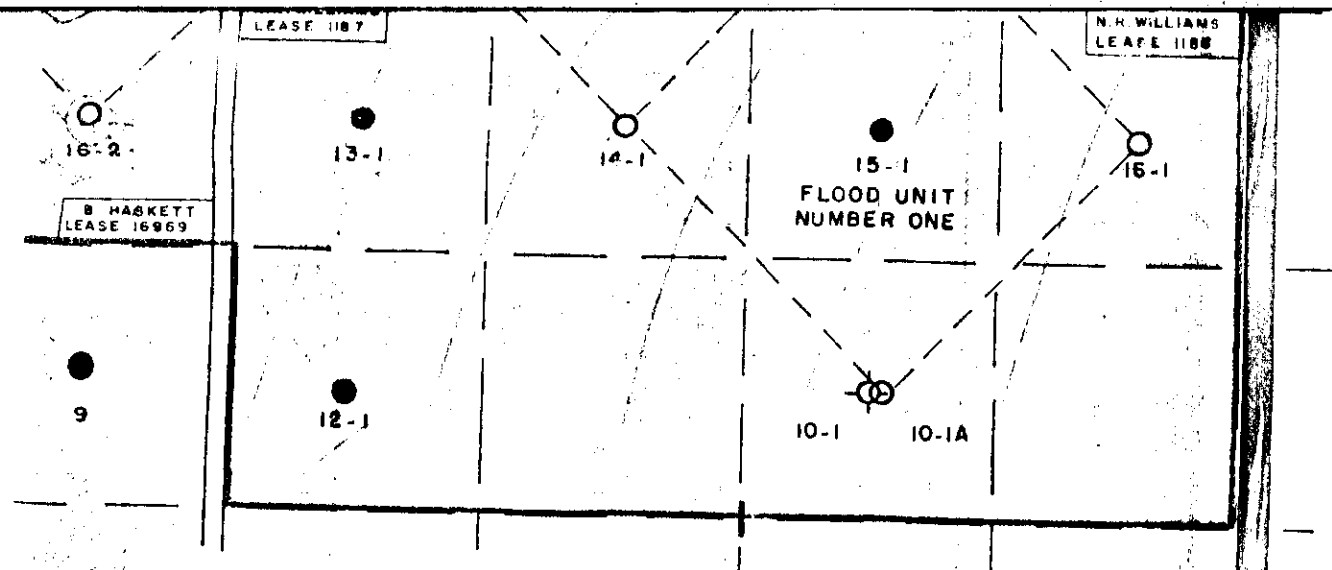 LEASE 1187
N.R. WILLIAMS
LEASE 1188
16-2
13-1
14-1
15-1
16-1
FLOOD UNIT
NUMBER ONE
B HASKETT
LEASE 16969
9
12-1
10-1
10-1A